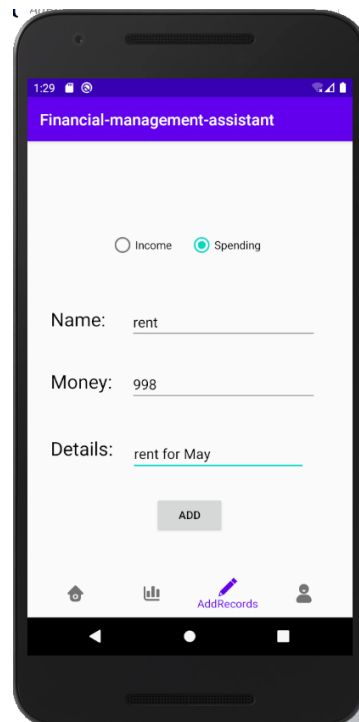 1:29
Financial-management-assistant
Income Spending
Name: rent
Money: 998
Details: rent for May
ADD
AddRecords